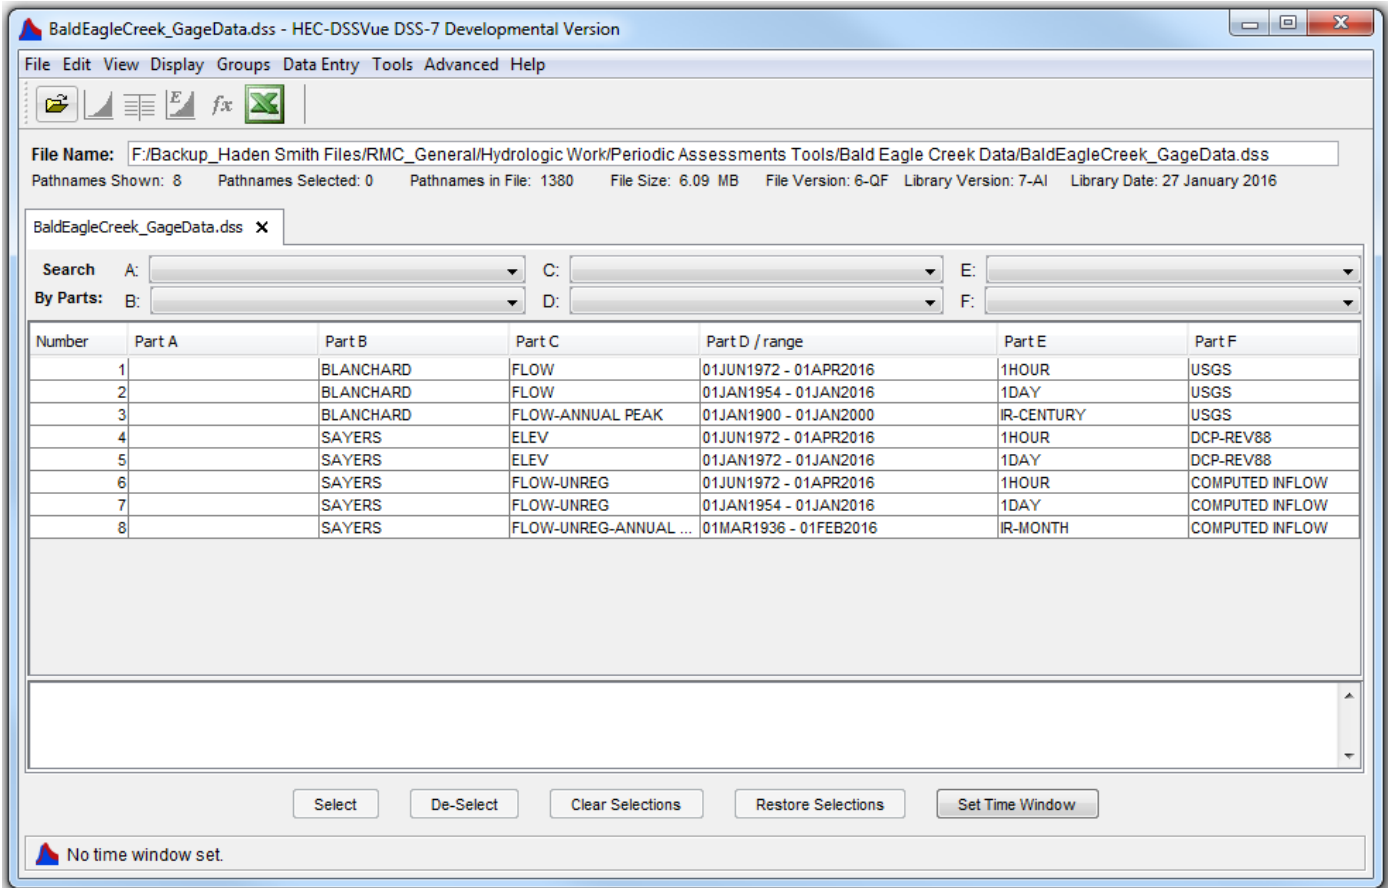 BaldEagleCreek_GageData.dss - HEC-DSSVue DSS-7 Developmental Version
File Edit View Display Groups Data Entry Tools Advanced Help
E fx
File Name: F:/Backup_Haden Smith Files/RMC_General/Hydrologic Work/Periodic Assessments Tools/Bald Eagle Creek Data/BaldEagleCreek_GageData.dss
Pathnames Shown: 8 Pathnames Selected: 0 Pathnames in File: 1380 File Size: 6.09 MB File Version: 6-QF Library Version: 7-AI Library Date: 27 January 2016
BaldEagleCreek_GageData.dss
Search A: C: E:
By Parts: B: D: F:
Number Part A Part B Part C Part D / range Part E Part F
1 BLANCHARD FLOW 01JUN1972 - 01APR2016 1HOUR USGS
2 BLANCHARD FLOW 01JAN1954 - 01JAN2016 1DAY USGS
3 BLANCHARD FLOW-ANNUAL PEAK 01JAN1900 - 01JAN2000 IR-CENTURY USGS
4 SAYERS ELEV 01JUN1972 - 01APR2016 1HOUR DCP-REV88
5 SAYERS ELEV 01JAN1972 - 01JAN2016 1DAY DCP-REV88
6 SAYERS FLOW-UNREG 01JUN1972 - 01APR2016 1HOUR COMPUTED INFLOW
7 SAYERS FLOW-UNREG 01JAN1954 - 01JAN2016 1DAY COMPUTED INFLOW
8 SAYERS FLOW-UNREG-ANNUAL ... 01MAR1936 - 01FEB2016 IR-MONTH COMPUTED INFLOW
Select De-Select Clear Selections Restore Selections Set Time Window
No time window set.